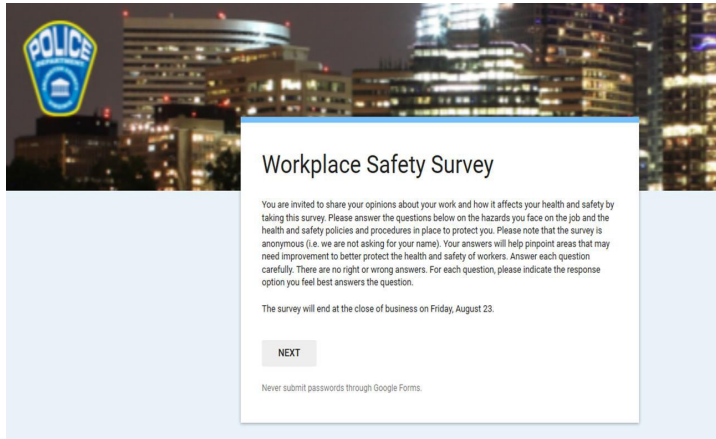 POLICE
DEPARTMENT
Workplace Safety Survey
You are invited to share your opinions about your work and how it affects your health and safety by
taking this survey. Please answer the questions below on the hazards you face on the job and the
health and safety policies and procedures in place to protect you. Please note that the survey is
anonymous (i.e. we are not asking for your name). Your answers will help pinpoint areas that may
need improvement to better protect the health and safety of workers. Answer each question
carefully. There are no right or wrong answers. For each question, please indicate the response
option you feel best answers the question.
The survey will end at the close of business on Friday, August 23.
NEXT
Never submit passwords through Google Forms.